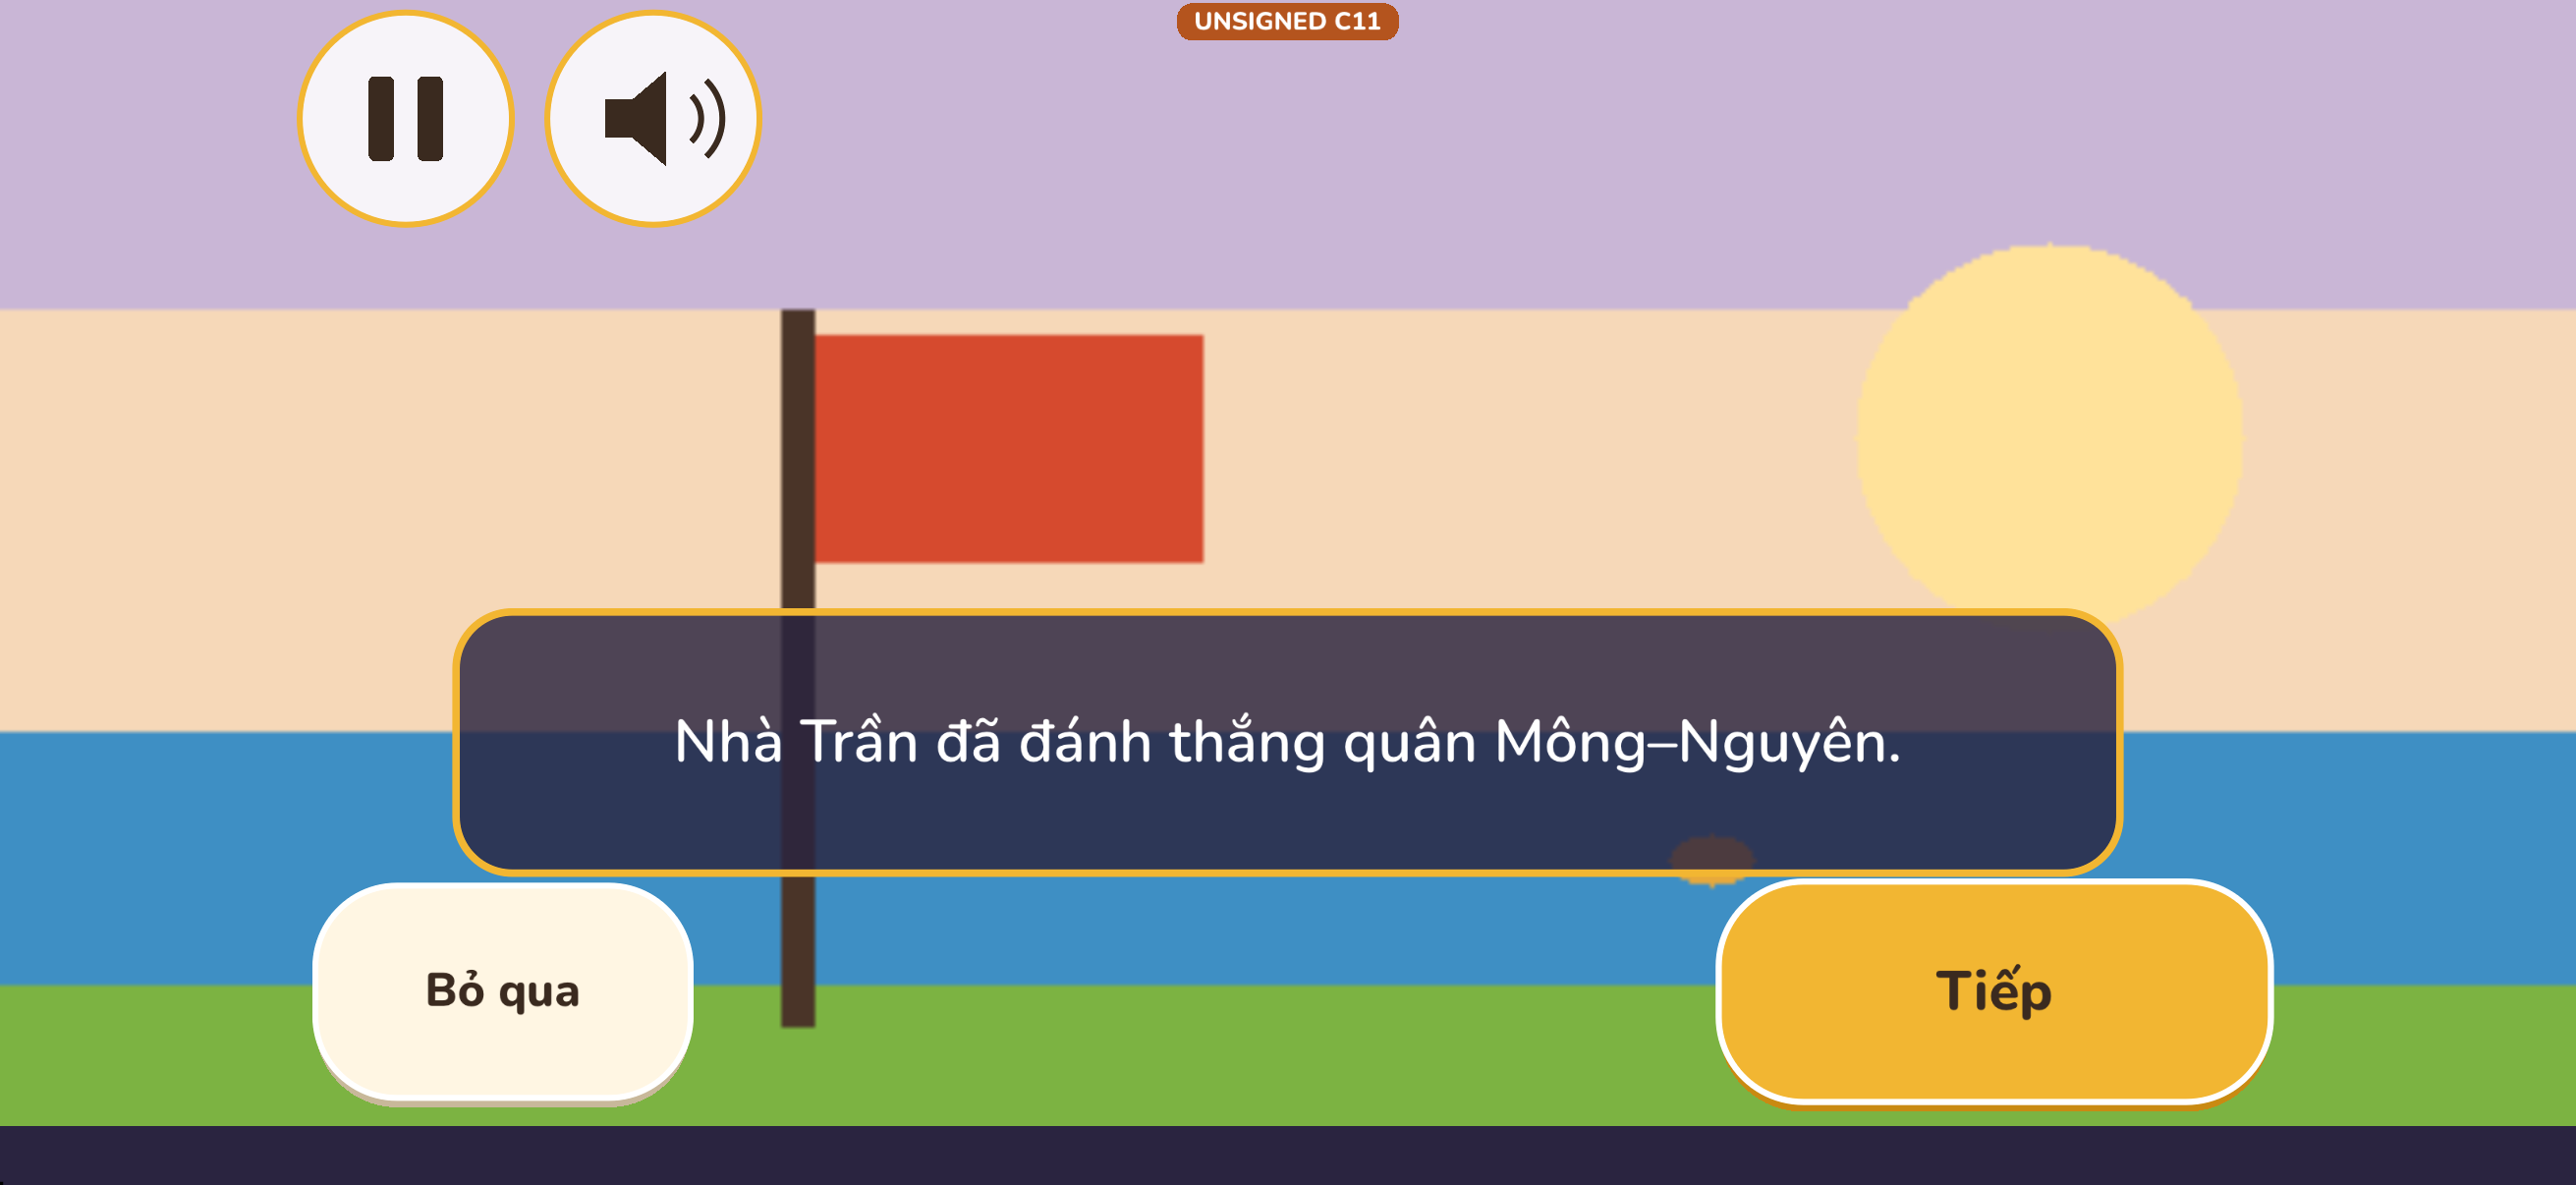 UNSIGNED C11
Nhà Trần đã đánh thắng quân Mông–Nguyên.
Bỏ qua
Tiếp